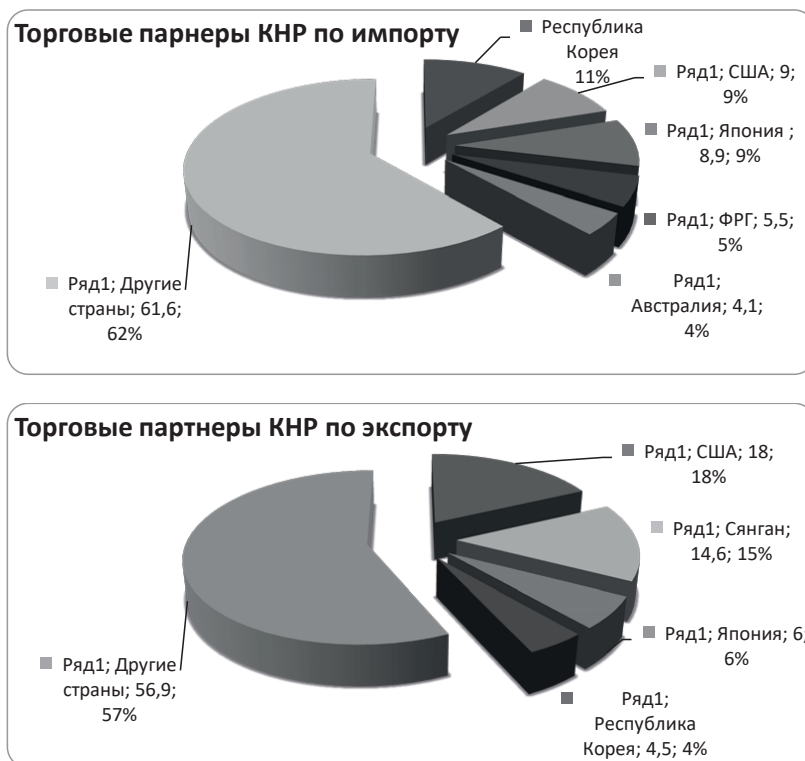 Торговые парнеры КНР по импорту
Республика
Корея
11%
Ряд1; США; 9;
9%
Ряд1; Япония ;
8,9; 9%
Ряд1; ФРГ; 5,5;
5%
Ряд1;
Австралия; 4,1;
4%
Ряд1; Другие
страны; 61,6;
62%
Торговые партнеры КНР по экспорту
Ряд1; США; 18;
18%
Ряд1; Сянган;
14,6; 15%
Ряд1; Япония; 6;
6%
Ряд1;
Республика
Корея; 4,5; 4%
Ряд1; Другие
страны; 56,9;
57%